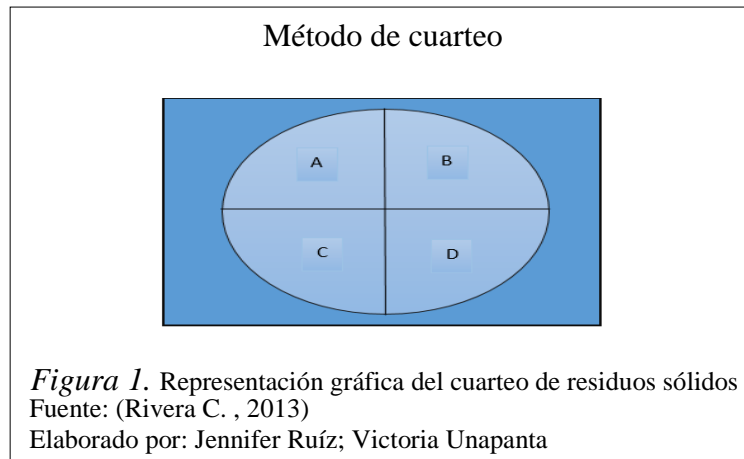 Método de cuarteo
A
B
C
D
Figura 1. Representación gráfica del cuarteo de residuos sólidos
Fuente: (Rivera C. , 2013)
Elaborado por: Jennifer Ruíz; Victoria Unapanta